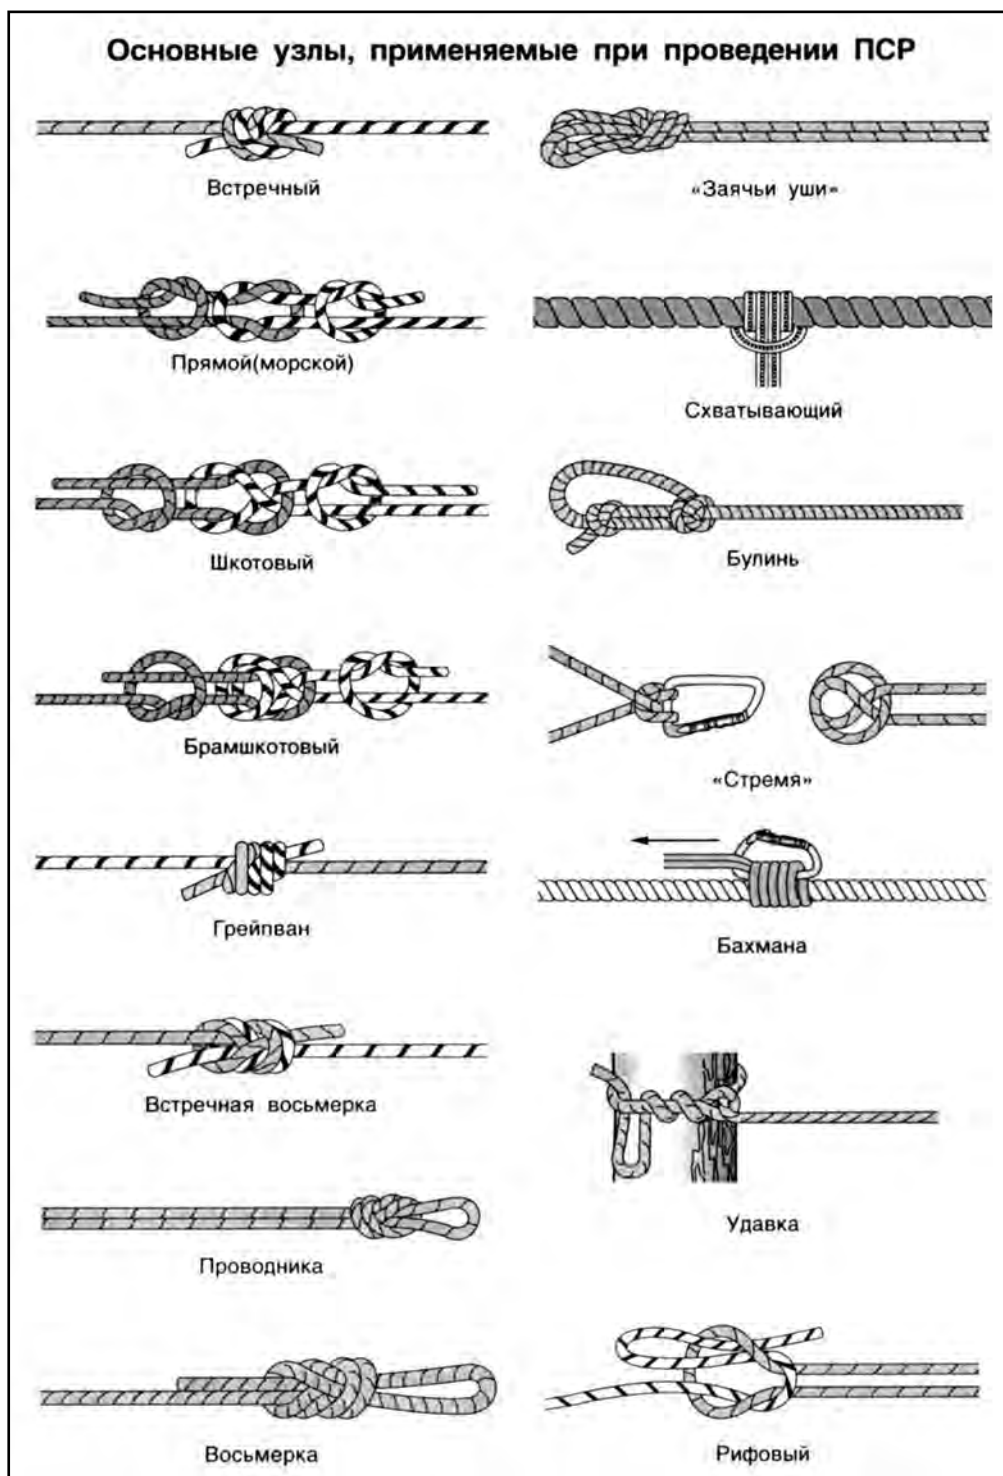 Основные узлы, применяемые при проведении ПСР
Встречный
«Заячьи уши»
Прямой(морской)
Схватывающий
Шкотовый
Булинь
Брамшкотовый
«Стремя»
Грейпван
Бахмана
Встречная восьмерка
Удавка
Проводника
Восьмерка
Рифовый